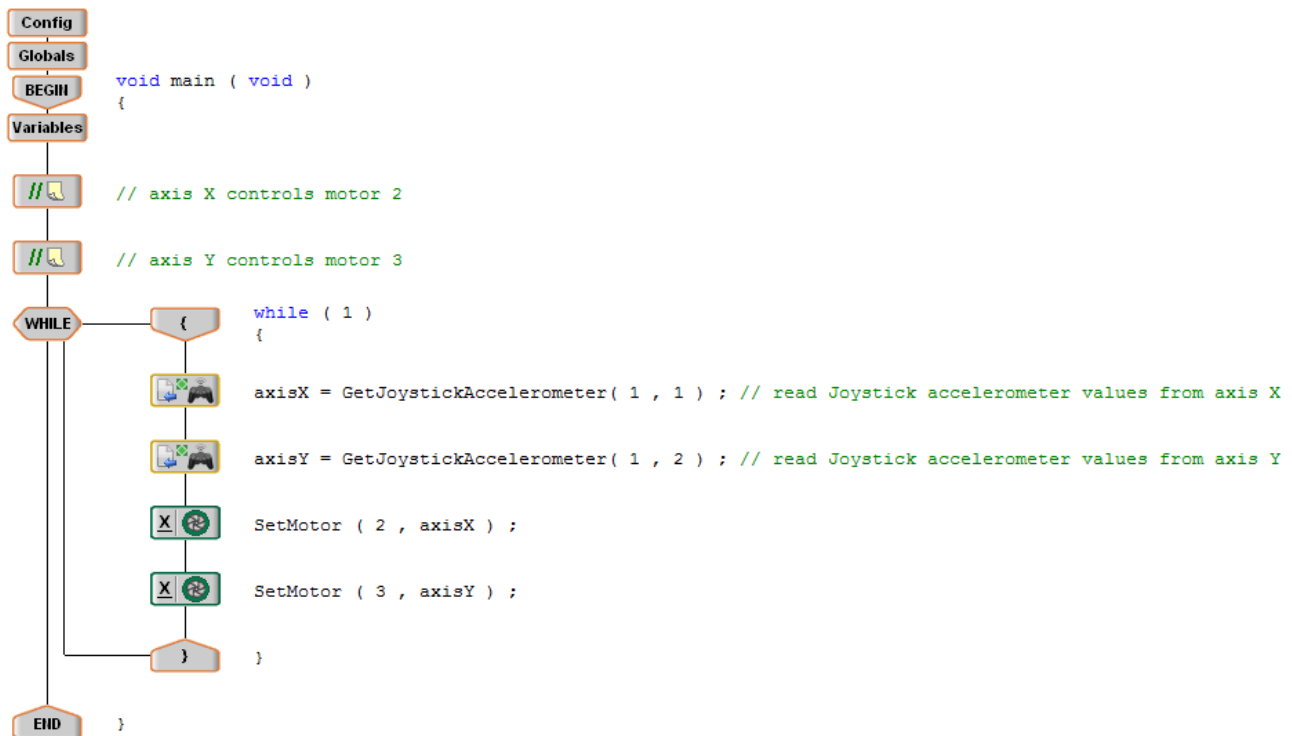 Config
Globals
BEGIN void main ( void )
{
Variables
// // axis X controls motor 2
// // axis Y controls motor 3
WHILE { while ( 1 )
{
axisX = GetJoystickAccelerometer( 1 , 1 ) ; // read Joystick accelerometer values from axis X
axisY = GetJoystickAccelerometer( 1 , 2 ) ; // read Joystick accelerometer values from axis Y
X SetMotor ( 2 , axisX ) ;
X SetMotor ( 3 , axisY ) ;
} }
END }